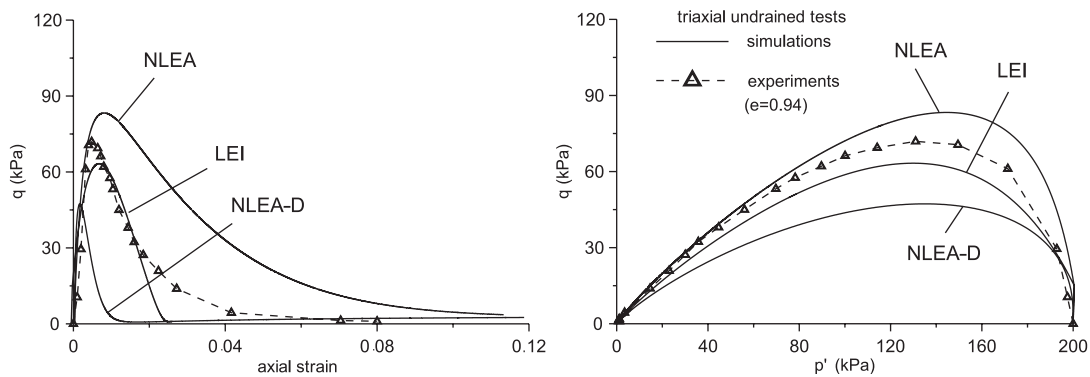 120
90
60
30
0
q (kPa)
NLEA
LEI
NLEA-D
0
0.04
0.08
0.12
axial strain
120
90
60
30
0
q (kPa)
triaxial undrained tests
simulations
experiments
(e=0.94)
NLEA
LEI
NLEA-D
0
40
80
120
160
200
p' (kPa)